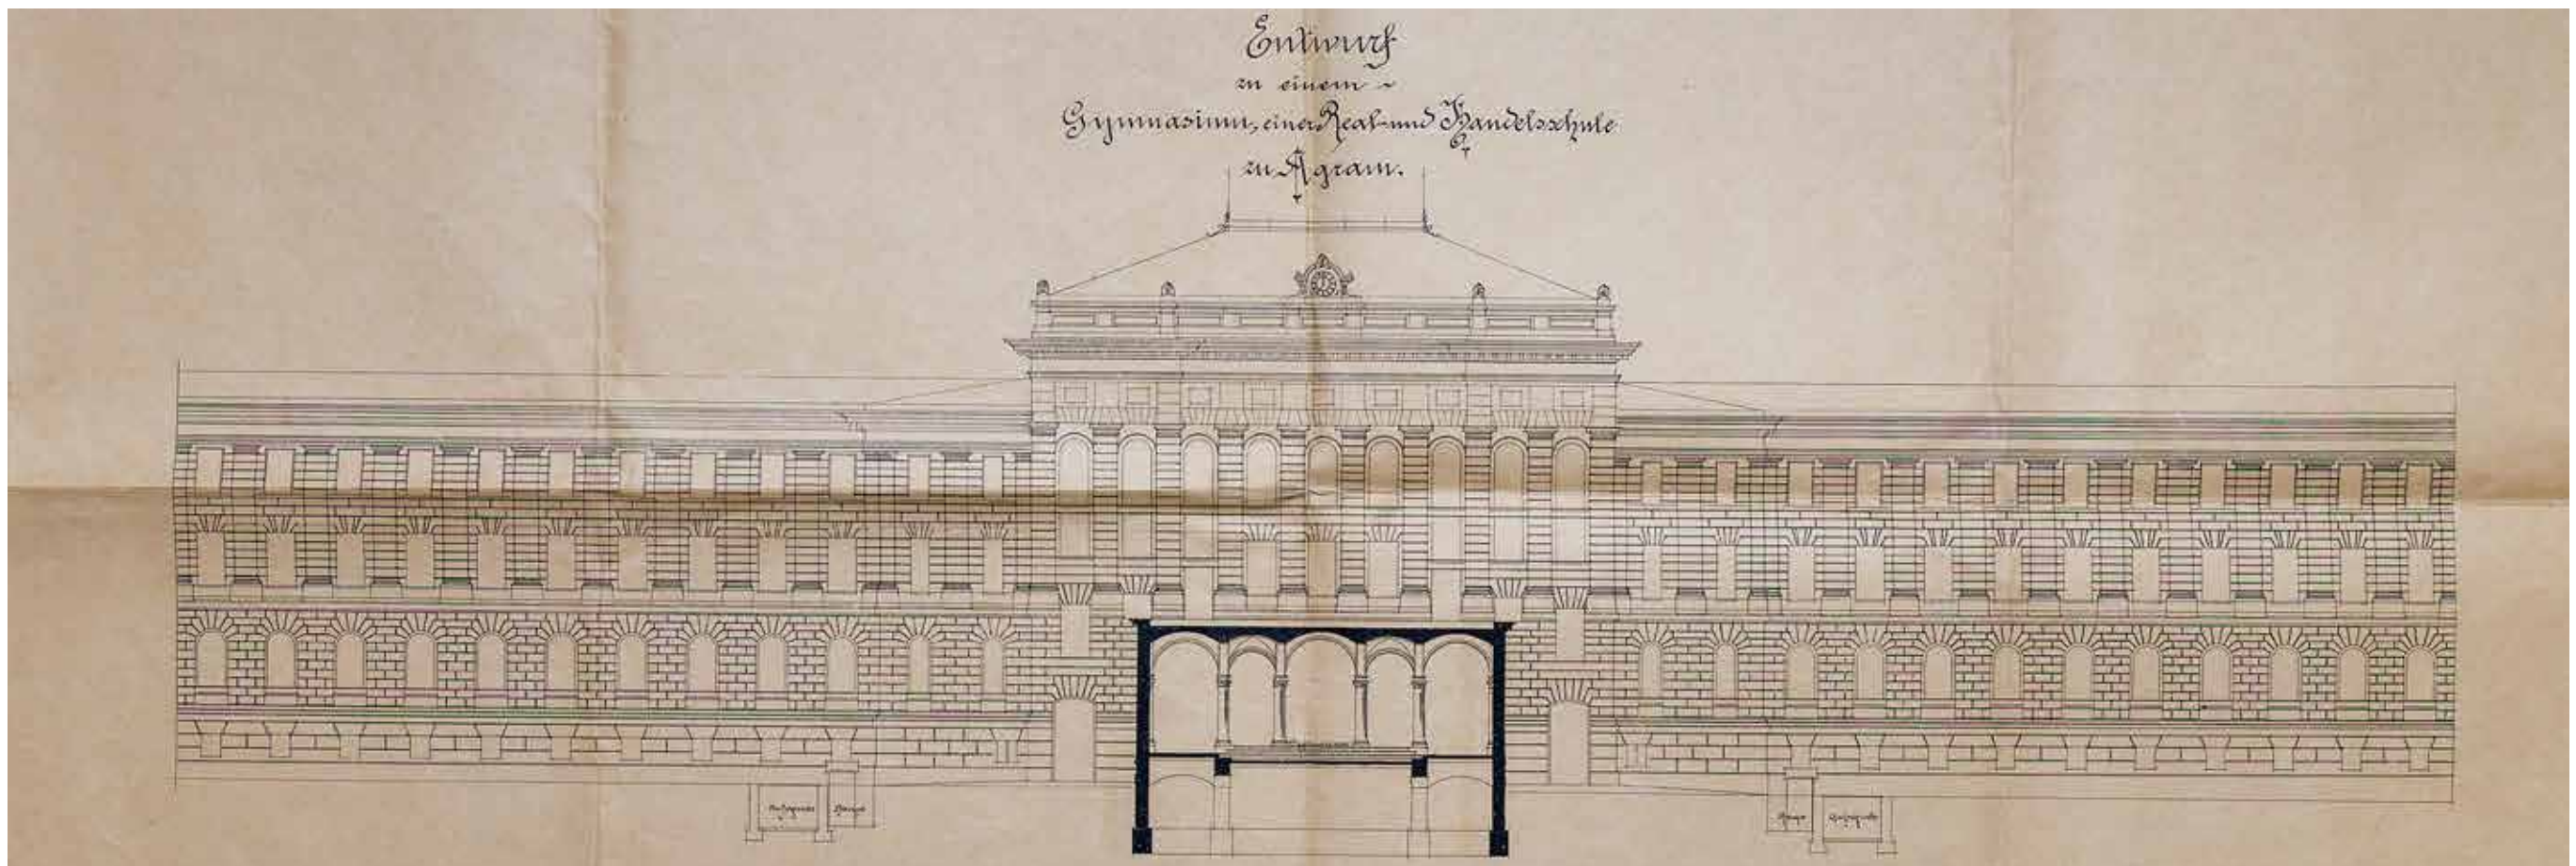 Entwurf
zu einem
Gymnasium, einer Real- und Handelsschule
zu Agram.